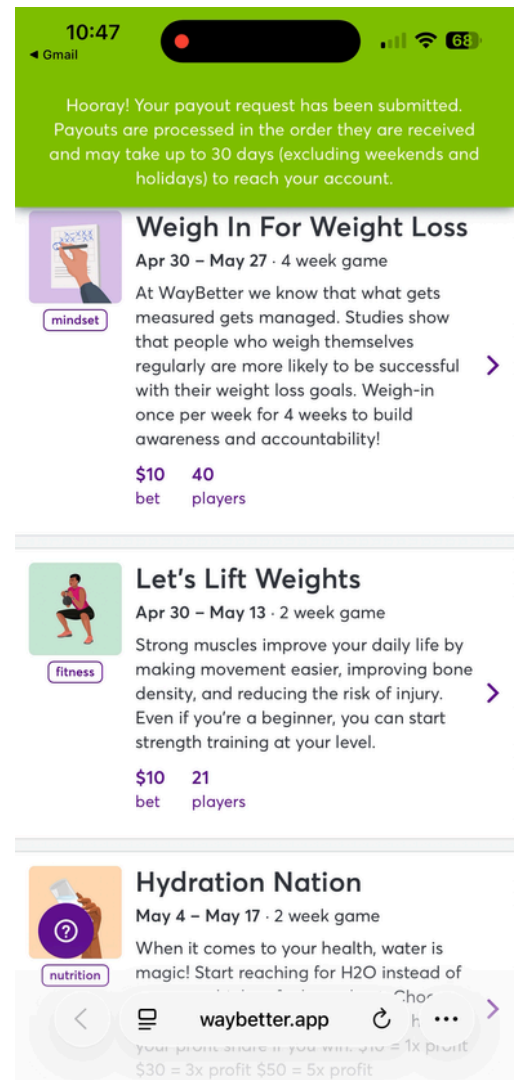 10:47
68
◀ Gmail
Hooray! Your payout request has been submitted.
Payouts are processed in the order they are received
and may take up to 30 days (excluding weekends and
holidays) to reach your account.
Weigh In For Weight Loss
Apr 30 – May 27 · 4 week game
mindset
At WayBetter we know that what gets
measured gets managed. Studies show
that people who weigh themselves
regularly are more likely to be successful
with their weight loss goals. Weigh-in
once per week for 4 weeks to build
awareness and accountability!
$10 40
bet players
Let's Lift Weights
Apr 30 – May 13 · 2 week game
fitness
Strong muscles improve your daily life by
making movement easier, improving bone
density, and reducing the risk of injury.
Even if you're a beginner, you can start
strength training at your level.
$10 21
bet players
Hydration Nation
May 4 – May 17 · 2 week game
nutrition
When it comes to your health, water is
magic! Start reaching for H2O instead of
waybetter.app
your profit share if you win. $10 = 1x profit
$30 = 3x profit $50 = 5x profit